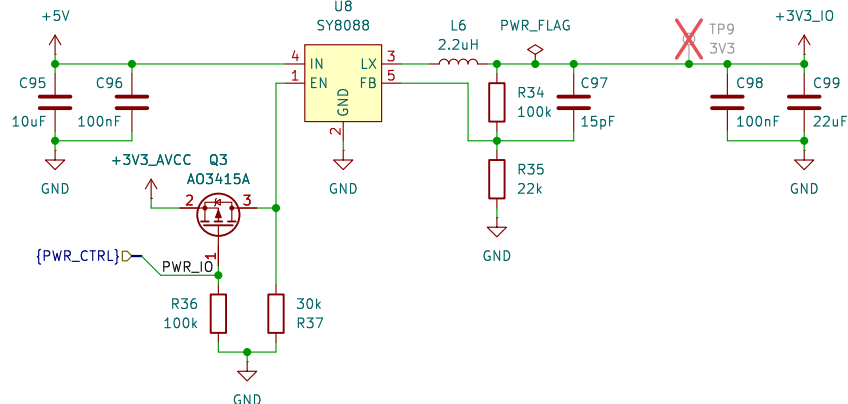 U8
SY8088
+5V
L6
2.2uH
PWR_FLAG
TP9
3V3
+3V3_IO
4
IN
LX
3
1
EN
FB
5
GND
2
C95
10uF
C96
100nF
R34
100k
C97
15pF
C98
100nF
C99
22uF
GND
GND
GND
R35
22k
GND
+3V3_AVCC
Q3
AO3415A
2
3
1
{PWR_CTRL}
PWR_IO
R36
100k
30k
R37
GND